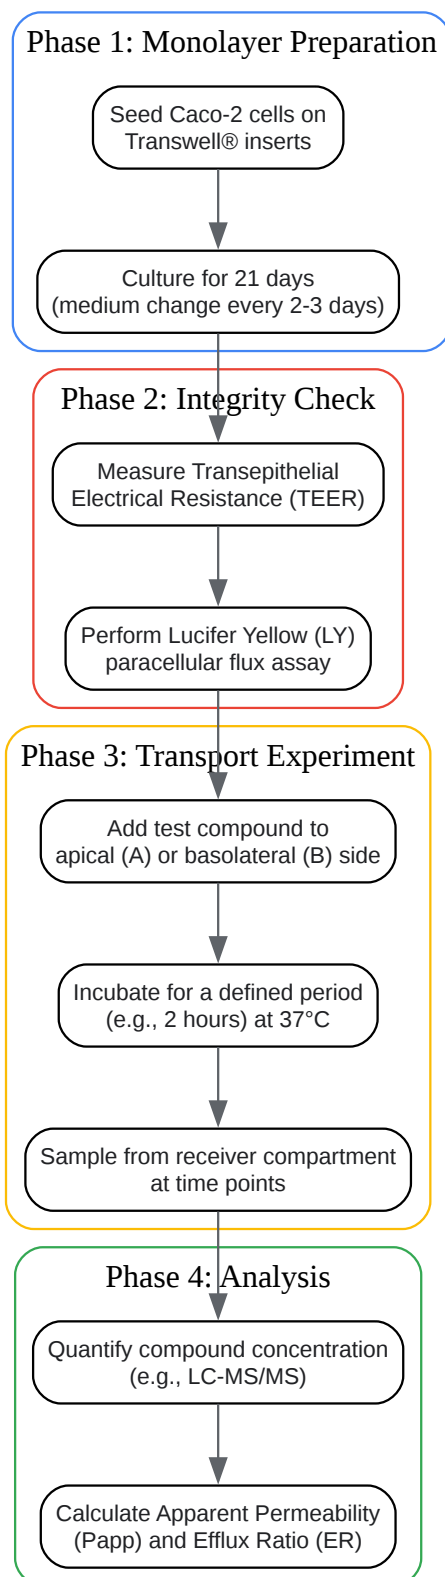 Phase 1: Monolayer Preparation
Seed Caco-2 cells on
Transwell® inserts
Culture for 21 days
(medium change every 2-3 days)
Phase 2: Integrity Check
Measure Transepithelial
Electrical Resistance (TEER)
Perform Lucifer Yellow (LY)
paracellular flux assay
Phase 3: Transport Experiment
Add test compound to
apical (A) or basolateral (B) side
Incubate for a defined period
(e.g., 2 hours) at 37°C
Sample from receiver compartment
at time points
Phase 4: Analysis
Quantify compound concentration
(e.g., LC-MS/MS)
Calculate Apparent Permeability
(Papp) and Efflux Ratio (ER)